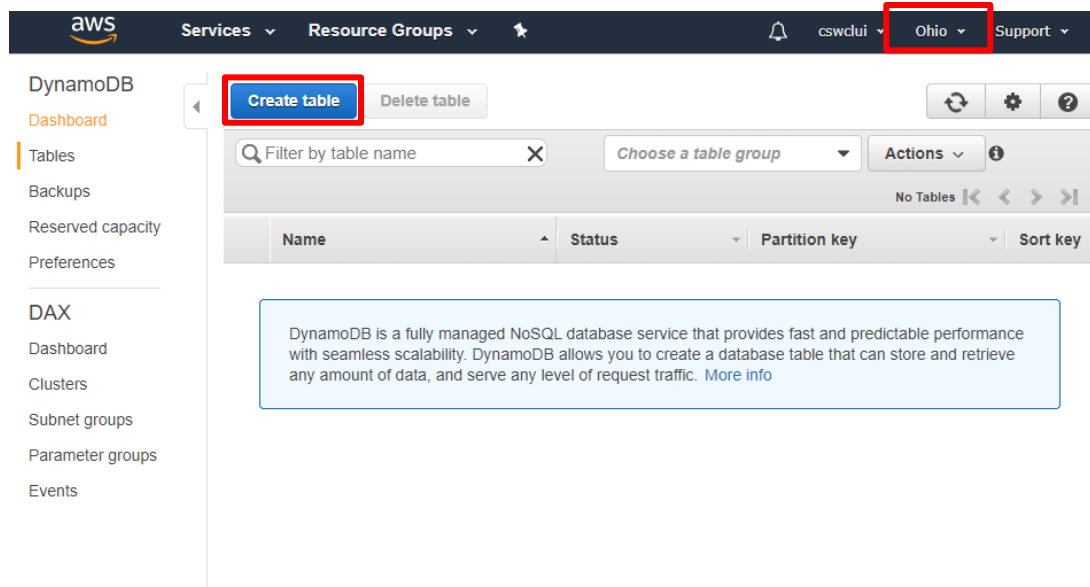 aws Services Resource Groups cswclui Ohio Support
DynamoDB
Dashboard
Tables
Backups
Reserved capacity
Preferences
DAX
Dashboard
Clusters
Subnet groups
Parameter groups
Events
Create table Delete table
Filter by table name Choose a table group Actions
No Tables
Name Status Partition key Sort key
DynamoDB is a fully managed NoSQL database service that provides fast and predictable performance
with seamless scalability. DynamoDB allows you to create a database table that can store and retrieve
any amount of data, and serve any level of request traffic. More info